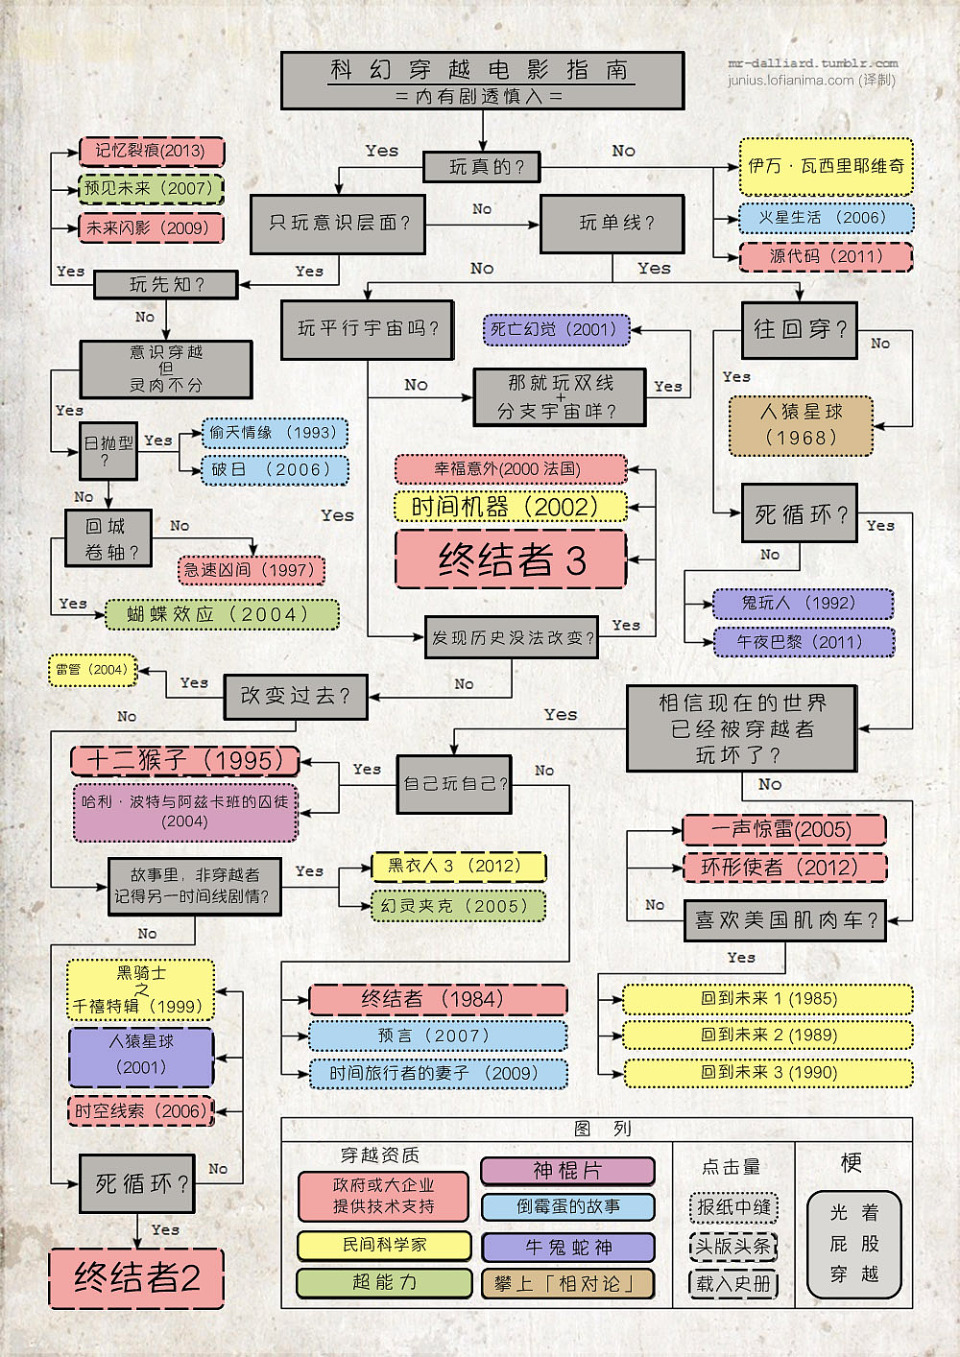 科幻穿越电影指南
=内有剧透慎入=
mr-dalliard.tumblr.com
junius.lofianima.com (译制)
Yes
玩真的？
No
记忆裂痕(2013)
预见未来（2007）
未来闪影（2009）
伊万·瓦西里耶维奇
火星生活（2006）
源代码（2011）
只玩意识层面？
No
玩单线？
Yes
玩先知？
Yes
No
Yes
No
玩平行宇宙吗？
死亡幻觉（2001）
往回穿？
No
意识穿越
但
灵肉不分
No
那就玩双线
+
分支宇宙咩？
Yes
Yes
Yes
人猿星球
（1968）
日抛型
？
Yes
偷天情缘（1993）
破日（2006）
No
回城
卷轴？
No
急速凶间（1997）
Yes
蝴蝶效应（2004）
Yes
幸福意外(2000 法国)
时间机器（2002）
终结者 3
死循环？
Yes
No
鬼玩人（1992）
午夜巴黎（2011）
发现历史没法改变？
Yes
No
雷管（2004）
Yes
改变过去？
No
相信现在的世界
已经被穿越者
玩坏了？
Yes
No
十二猴子（1995）
哈利·波特与阿兹卡班的囚徒
(2004)
Yes
自己玩自己？
No
一声惊雷(2005)
环形使者（2012）
No
喜欢美国肌肉车？
Yes
故事里，非穿越者
记得另一时间线剧情？
Yes
黑衣人 3（2012）
幻灵夹克（2005）
No
黑骑士
之
千禧特辑（1999）
人猿星球
（2001）
时空线索（2006）
终结者（1984）
预言（2007）
时间旅行者的妻子（2009）
回到未来 1 (1985)
回到未来 2 (1989)
回到未来 3 (1990)
死循环？
No
Yes
终结者2
图 列
穿越资质
政府或大企业
提供技术支持
民间科学家
超能力
神棍片
倒霉蛋的故事
牛鬼蛇神
攀上「相对论」
点击量
报纸中缝
头版头条
载入史册
梗
光着
屁股
穿越